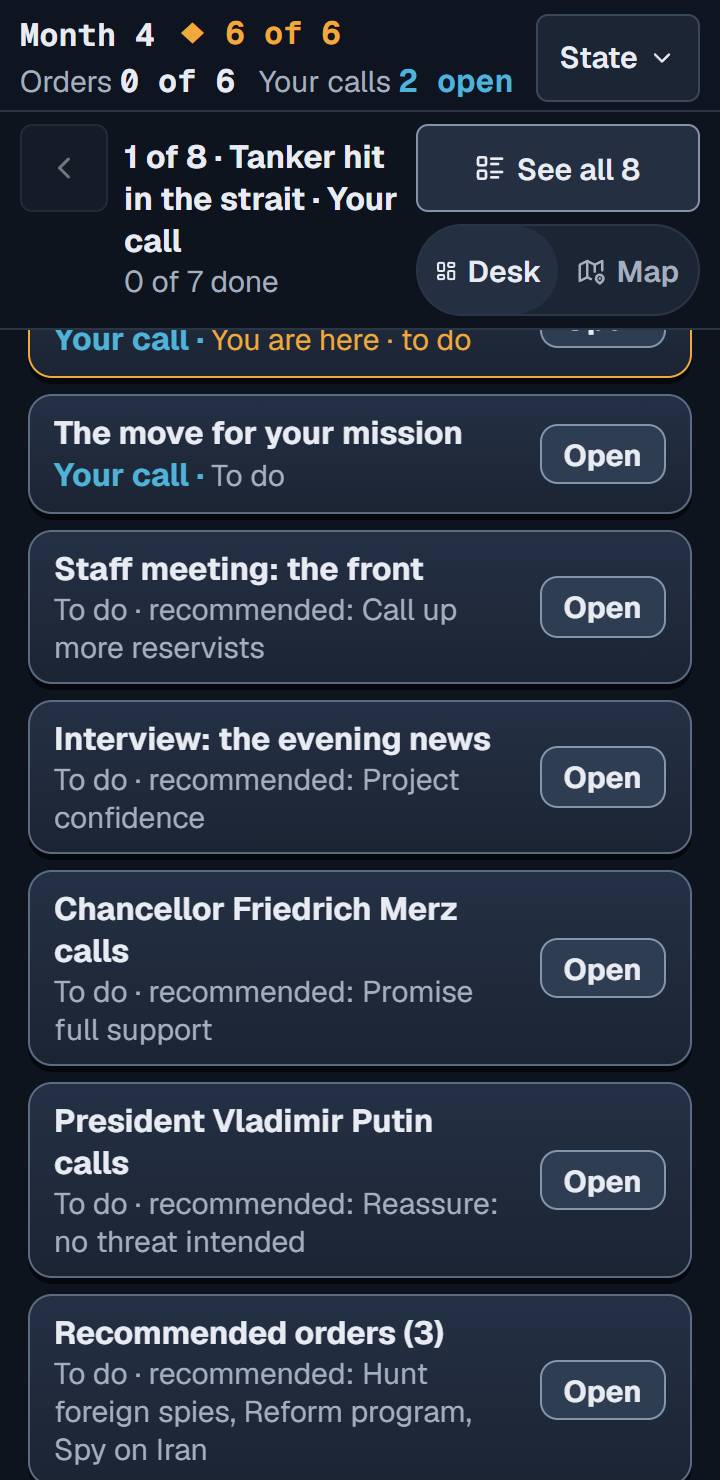 Month 4 ◆ 6 of 6
Orders 0 of 6 Your calls 2 open
State
1 of 8 · Tanker hit
in the strait · Your
call
0 of 7 done
See all 8
Desk
Map
Your call · You are here · to do
The move for your mission
Your call · To do
Open
Staff meeting: the front
To do · recommended: Call up
more reservists
Open
Interview: the evening news
To do · recommended: Project
confidence
Open
Chancellor Friedrich Merz
calls
To do · recommended: Promise
full support
Open
President Vladimir Putin
calls
To do · recommended: Reassure:
no threat intended
Open
Recommended orders (3)
To do · recommended: Hunt
foreign spies, Reform program,
Spy on Iran
Open